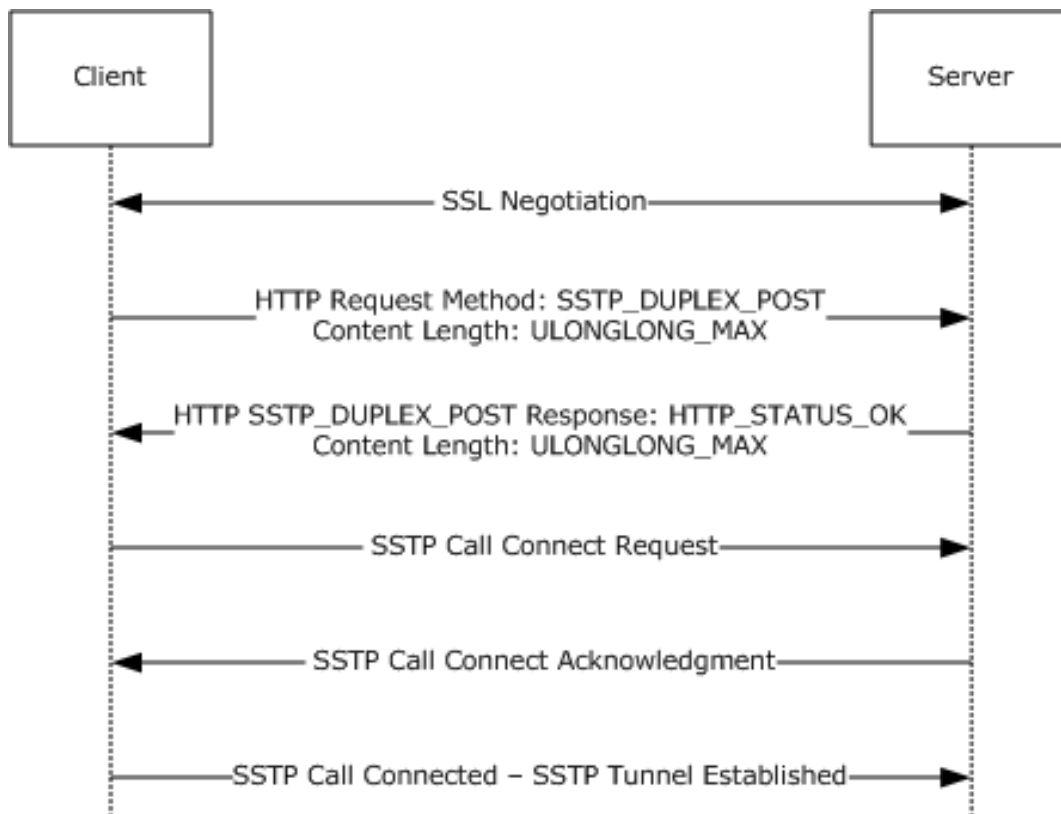 Client
Server
SSL Negotiation
HTTP Request Method: SSTP_DUPLEX_POST
Content Length: ULONGLONG_MAX
HTTP SSTP_DUPLEX_POST Response: HTTP_STATUS_OK
Content Length: ULONGLONG_MAX
SSTP Call Connect Request
SSTP Call Connect Acknowledgment
SSTP Call Connected – SSTP Tunnel Established